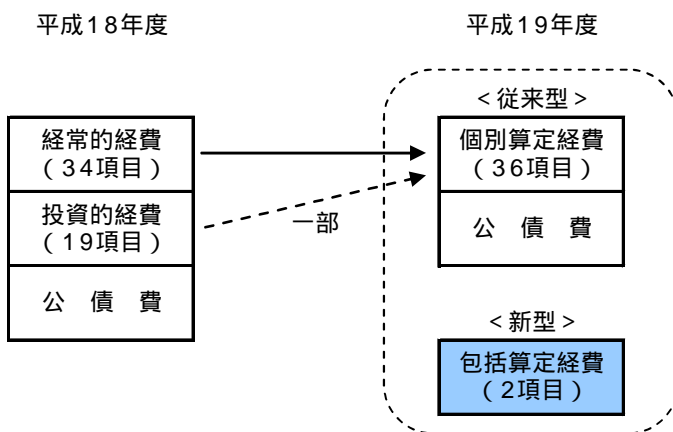 平成18年度
経常的経費
(34項目)
投資的経費
(19項目)
公　債　費
一部
平成19年度
<従来型>
個別算定経費
(36項目)
公　債　費
<新型>
包括算定経費
(2項目)